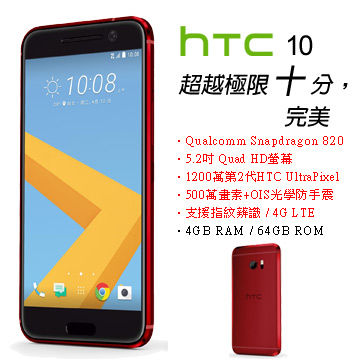 hTC 10
超越極限十分，
完美
· Qualcomm Snapdragon 820
· 5.2吋 Quad HD螢幕
· 1200萬第2代HTC UltraPixel
· 500萬畫素+OIS光學防手震
· 支援指紋辨識 / 4G LTE
· 4GB RAM / 64GB ROM
10:08
hTC